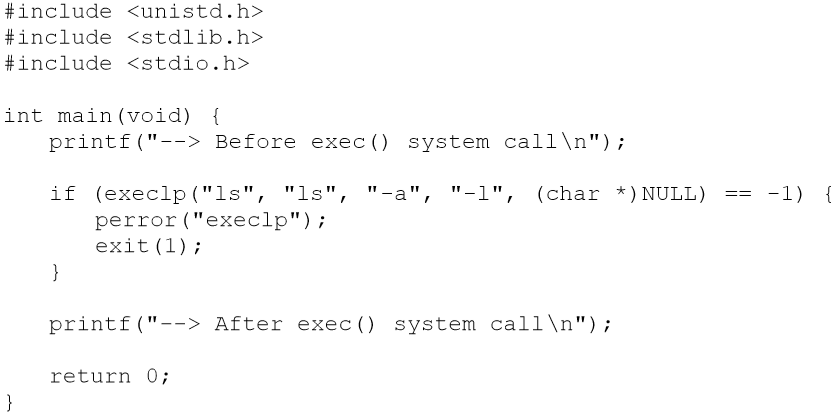 #include <unistd.h>
#include <stdlib.h>
#include <stdio.h>

int main(void) {
   printf("--> Before exec() system call\n");

   if (execlp("ls", "ls", "-a", "-l", (char *)NULL) == -1) {
      perror("execlp");
      exit(1);
   }

   printf("--> After exec() system call\n");

   return 0;
}